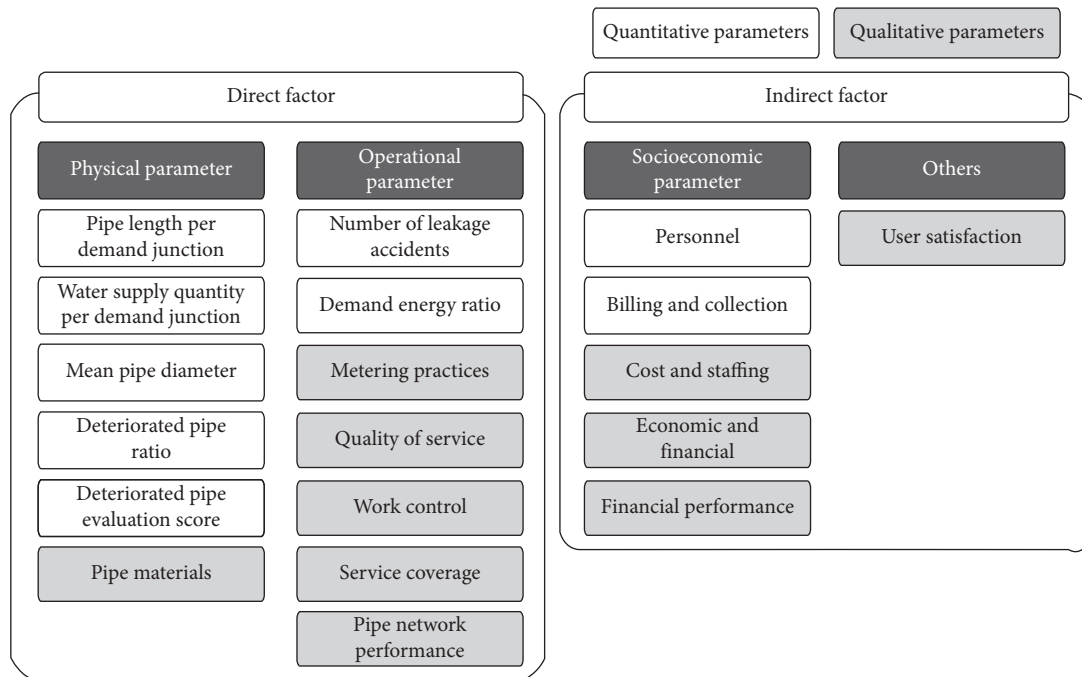 Quantitative parameters
Qualitative parameters
Direct factor
Physical parameter
Pipe length per
demand junction
Water supply quantity
per demand junction
Mean pipe diameter
Deteriorated pipe
ratio
Deteriorated pipe
evaluation score
Pipe materials
Operational
parameter
Number of leakage
accidents
Demand energy ratio
Metering practices
Quality of service
Work control
Service coverage
Pipe network
performance
Indirect factor
Socioeconomic
parameter
Personnel
Billing and collection
Cost and staffing
Economic and
financial
Financial performance
Others
User satisfaction